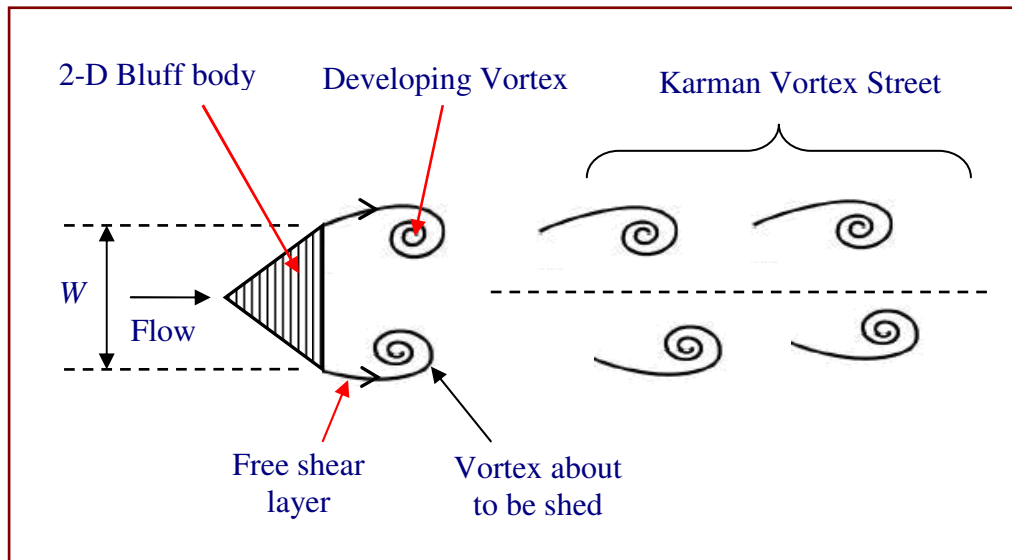 2-D Bluff body
Developing Vortex
Karman Vortex Street
W
Flow
Free shear
layer
Vortex about
to be shed